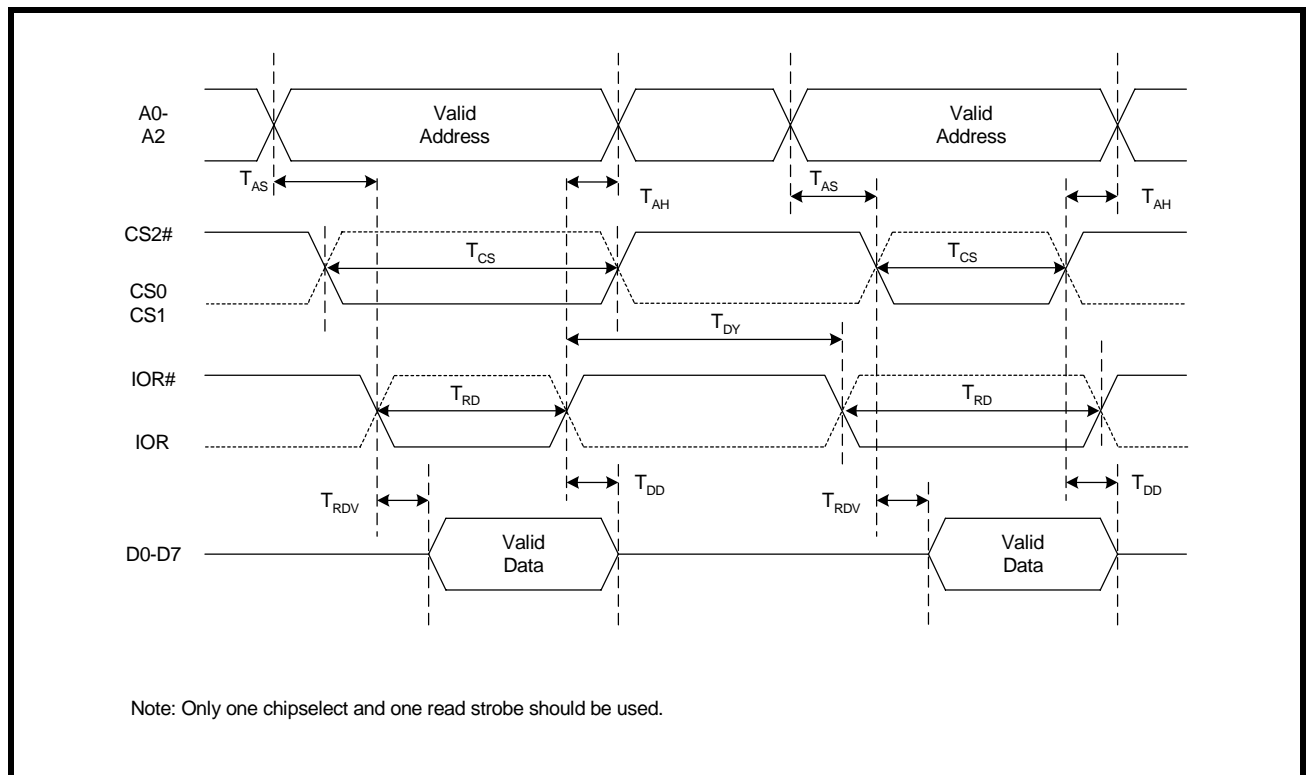 A0-
A2
Valid
Address
Valid
Address
TAS
TAH
TAS
TAH
CS2#
TCS
TCS
CS0
CS1
TDY
IOR#
TRD
TRD
IOR
TRDV
TDD
TRDV
TDD
D0-D7
Valid
Data
Valid
Data
Note: Only one chipselect and one read strobe should be used.